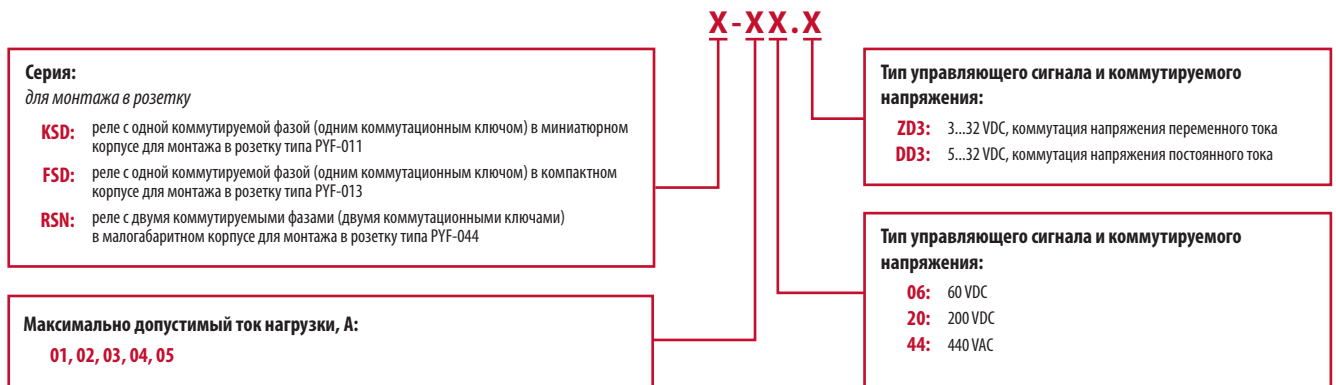 X-XX.X
Серия:
для монтажа в розетку
KSD: реле с одной коммутируемой фазой (одним коммутационным ключом) в миниатюрном
корпусе для монтажа в розетку типа PYF-011
FSD: реле с одной коммутируемой фазой (одним коммутационным ключом) в компактном
корпусе для монтажа в розетку типа PYF-013
RSN: реле с двумя коммутируемыми фазами (двумя коммутационными ключами)
в малогабаритном корпусе для монтажа в розетку типа PYF-044
Максимально допустимый ток нагрузки, А:
01, 02, 03, 04, 05
Тип управляющего сигнала и коммутируемого
напряжения:
ZD3: 3...32 VDC, коммутация напряжения переменного тока
DD3: 5...32 VDC, коммутация напряжения постоянного тока
Тип управляющего сигнала и коммутируемого
напряжения:
06: 60 VDC
20: 200 VDC
44: 440 VAC